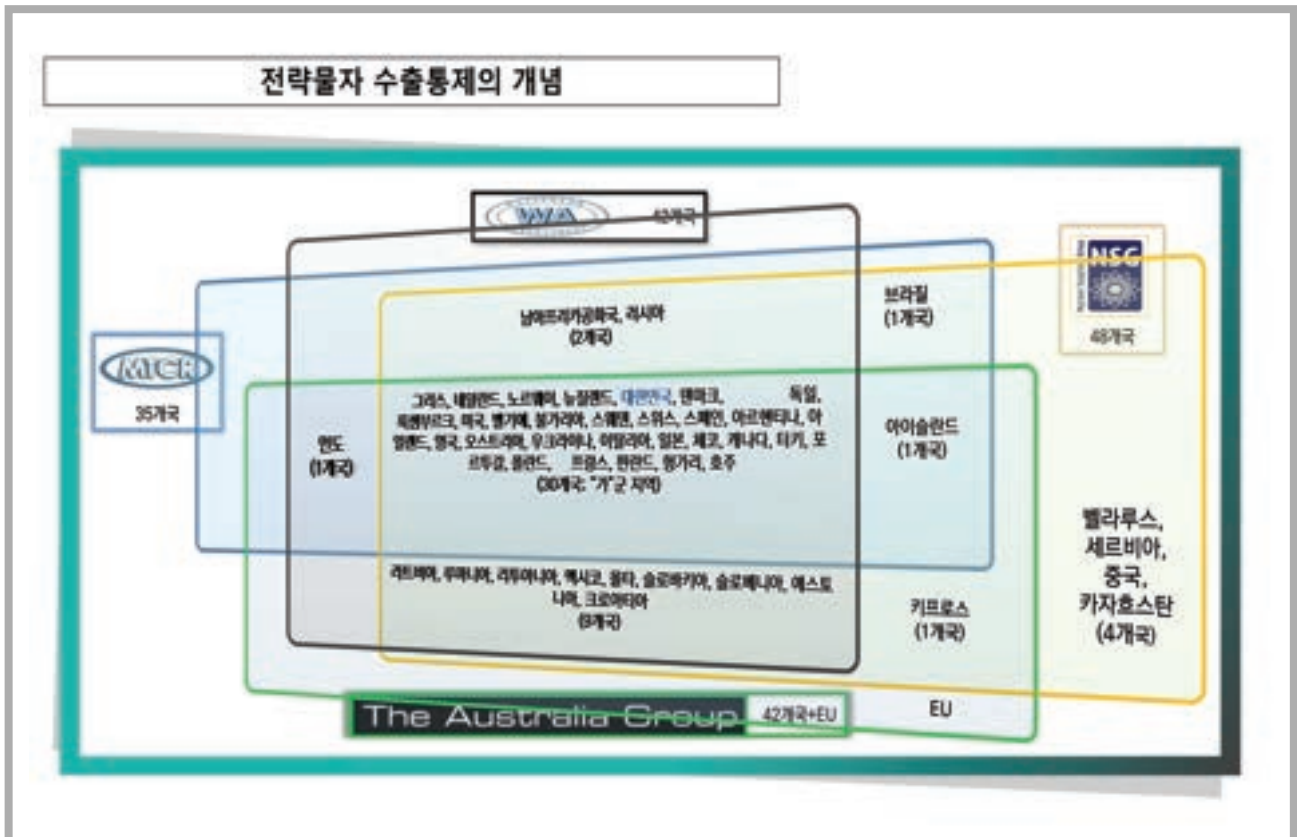 전략물자 수출통제의 개념
WA 42개국
NSG
48개국
MTCR
35개국
남아프리카공화국, 러시아
(2개국)
브라질
(1개국)
그리스, 네덜란드, 노르웨이, 뉴질랜드, 대한민국, 덴마크, 독일,
룩셈부르크, 미국, 벨기에, 불가리아, 스웨덴, 스위스, 스페인, 아르헨티나, 아
일랜드, 영국, 오스트리아, 우크라이나, 이탈리아, 일본, 체코, 캐나다, 터키, 포
르투갈, 폴란드, 프랑스, 핀란드, 헝가리, 호주
(30개국: "가"군 지역)
인도
(1개국)
아이슬란드
(1개국)
벨라루스,
세르비아,
중국,
카자흐스탄
(4개국)
라트비아, 루마니아, 리투아니아, 멕시코, 몰타, 슬로바키아, 슬로베니아, 에스토
니아, 크로아티아
(9개국)
키프로스
(1개국)
The Australia Group 42개국+EU
EU